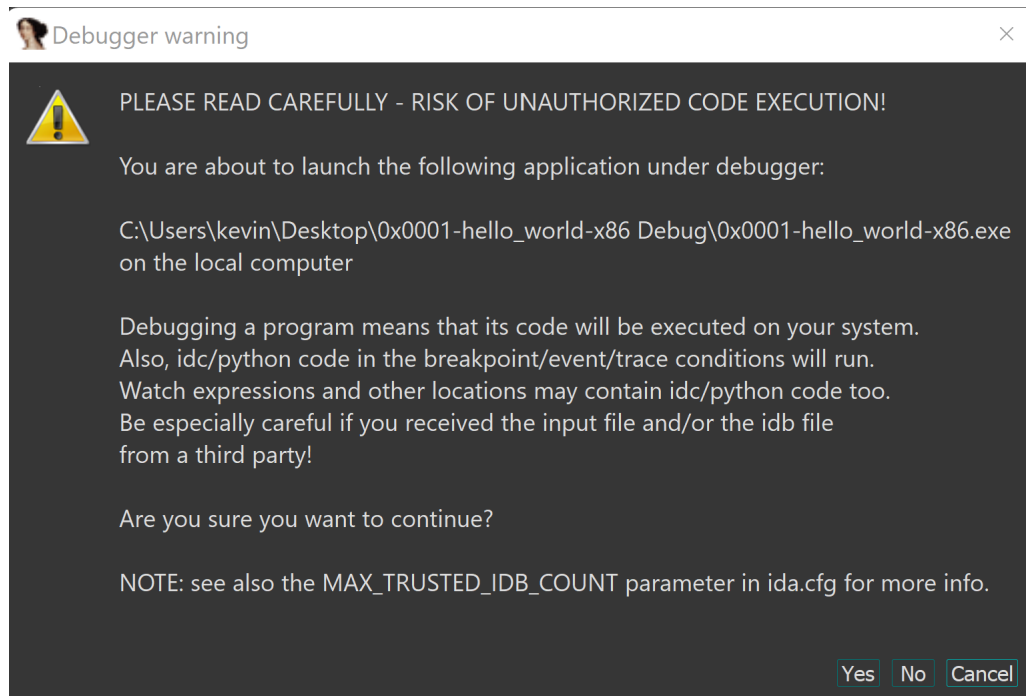 Debugger warning
PLEASE READ CAREFULLY - RISK OF UNAUTHORIZED CODE EXECUTION!
You are about to launch the following application under debugger:
C:\Users\kevin\Desktop\0x0001-hello_world-x86 Debug\0x0001-hello_world-x86.exe
on the local computer
Debugging a program means that its code will be executed on your system.
Also, idc/python code in the breakpoint/event/trace conditions will run.
Watch expressions and other locations may contain idc/python code too.
Be especially careful if you received the input file and/or the idb file
from a third party!
Are you sure you want to continue?
NOTE: see also the MAX_TRUSTED_IDB_COUNT parameter in ida.cfg for more info.
Yes No Cancel